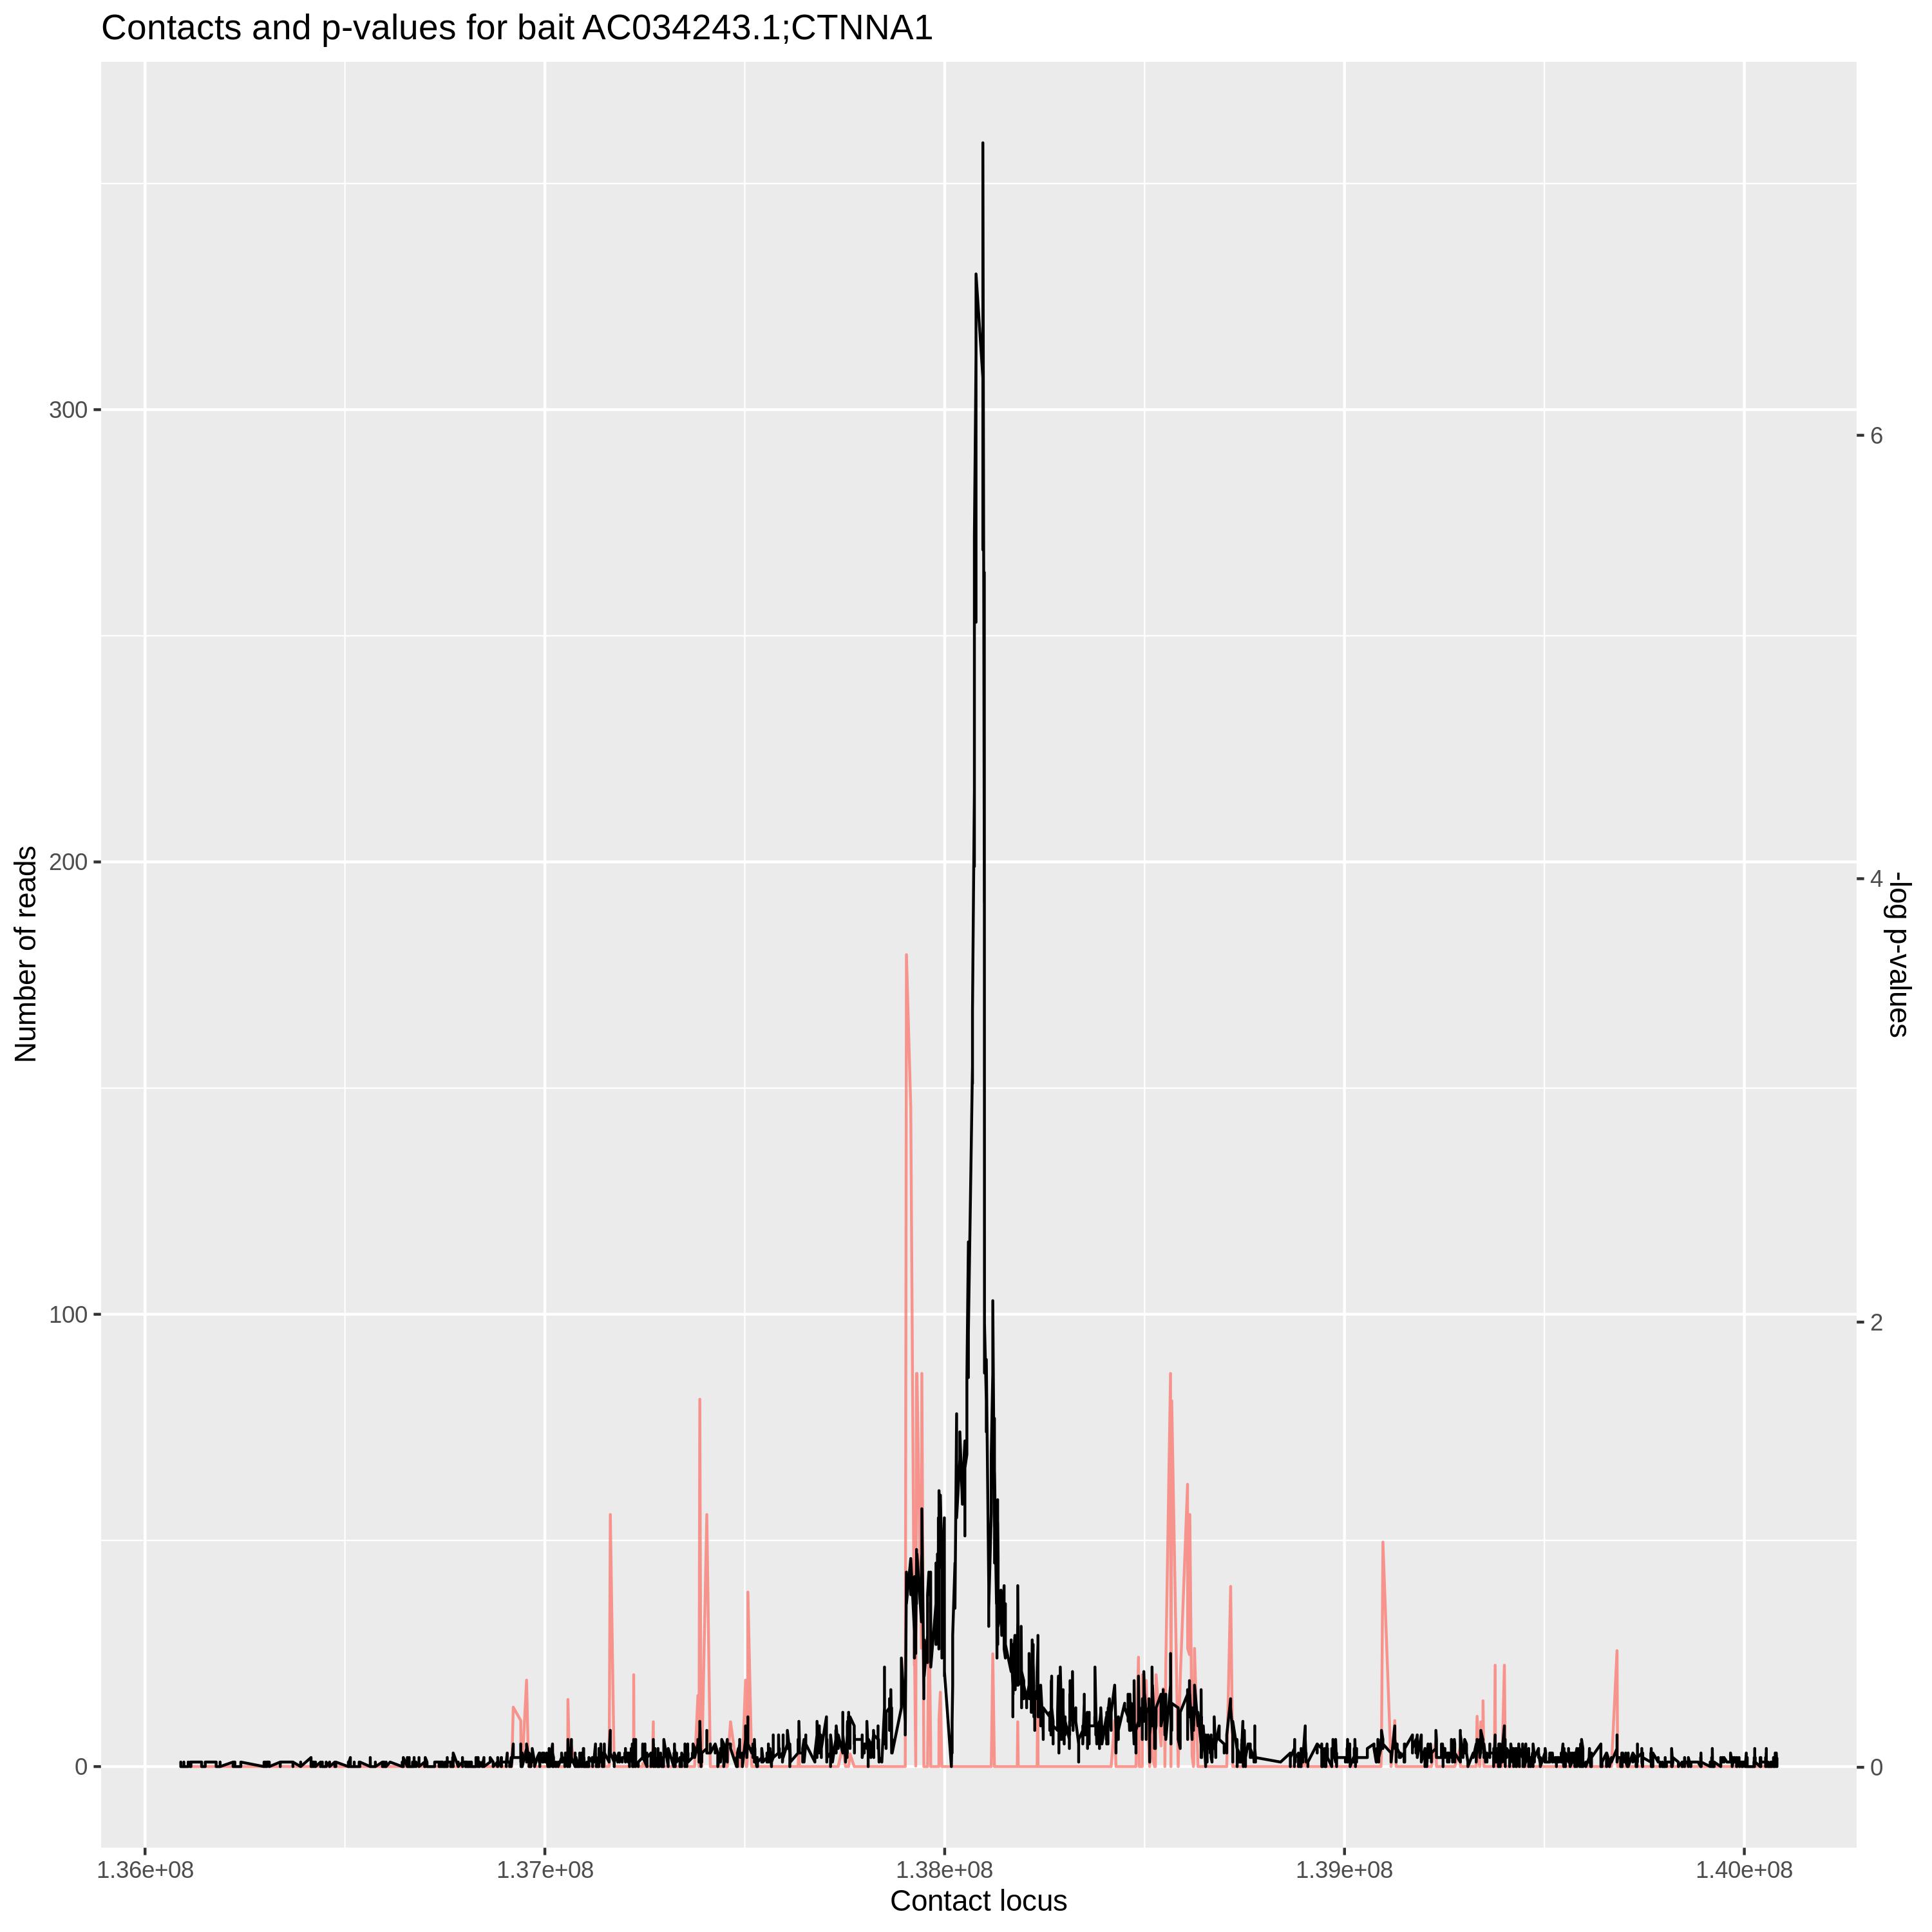 Contacts and p-values for bait AC034243.1;CTNNA1
300
200
100
0
Number of reads
6
4
2
0
-log p-values
1.36e+08
1.37e+08
1.38e+08
1.39e+08
1.40e+08
Contact locus